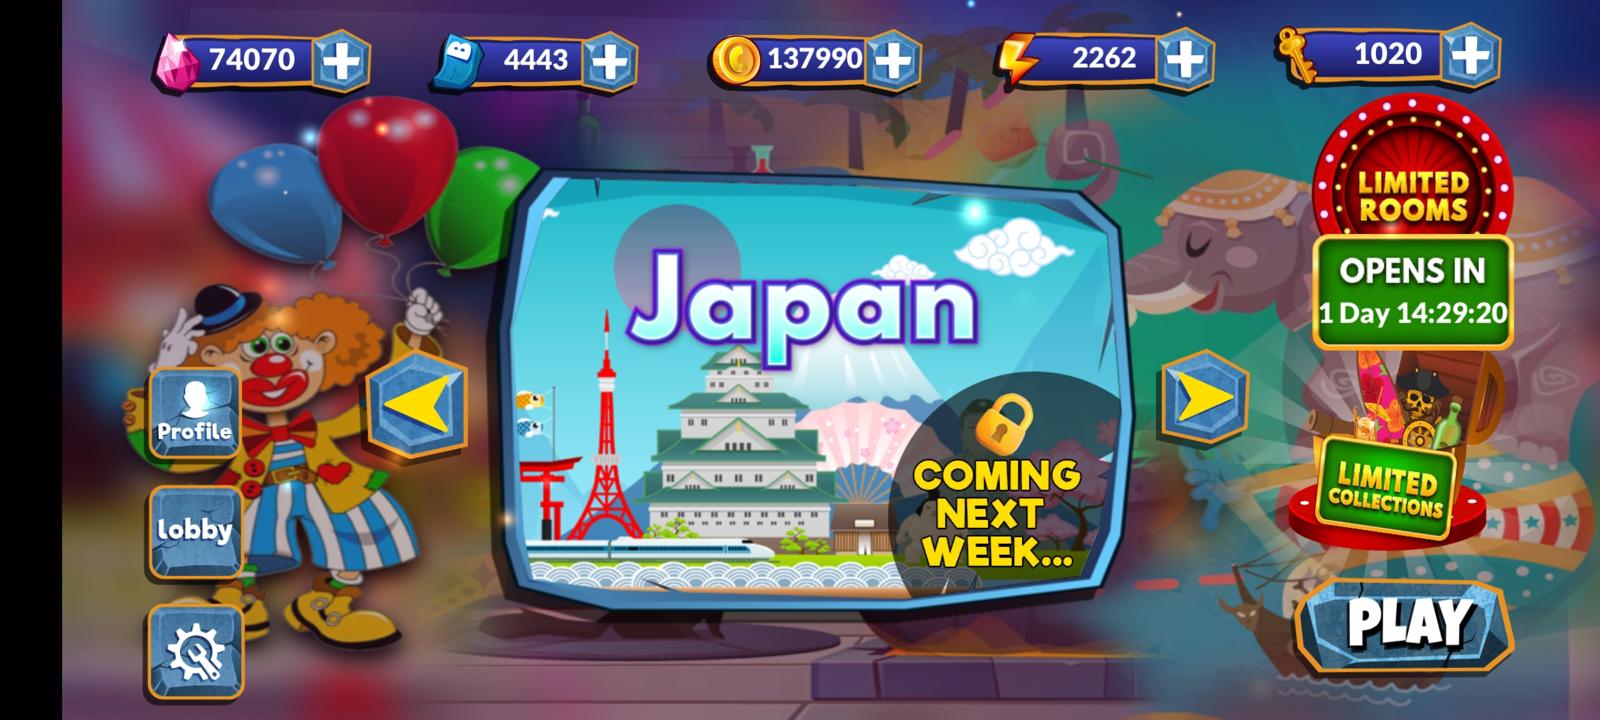 74070
4443
137990
2262
1020
LIMITED
ROOMS
OPENS IN
1 Day 14:29:20
Japan
Profile
COMING
NEXT
WEEK...
LIMITED
COLLECTIONS
lobby
PLAY